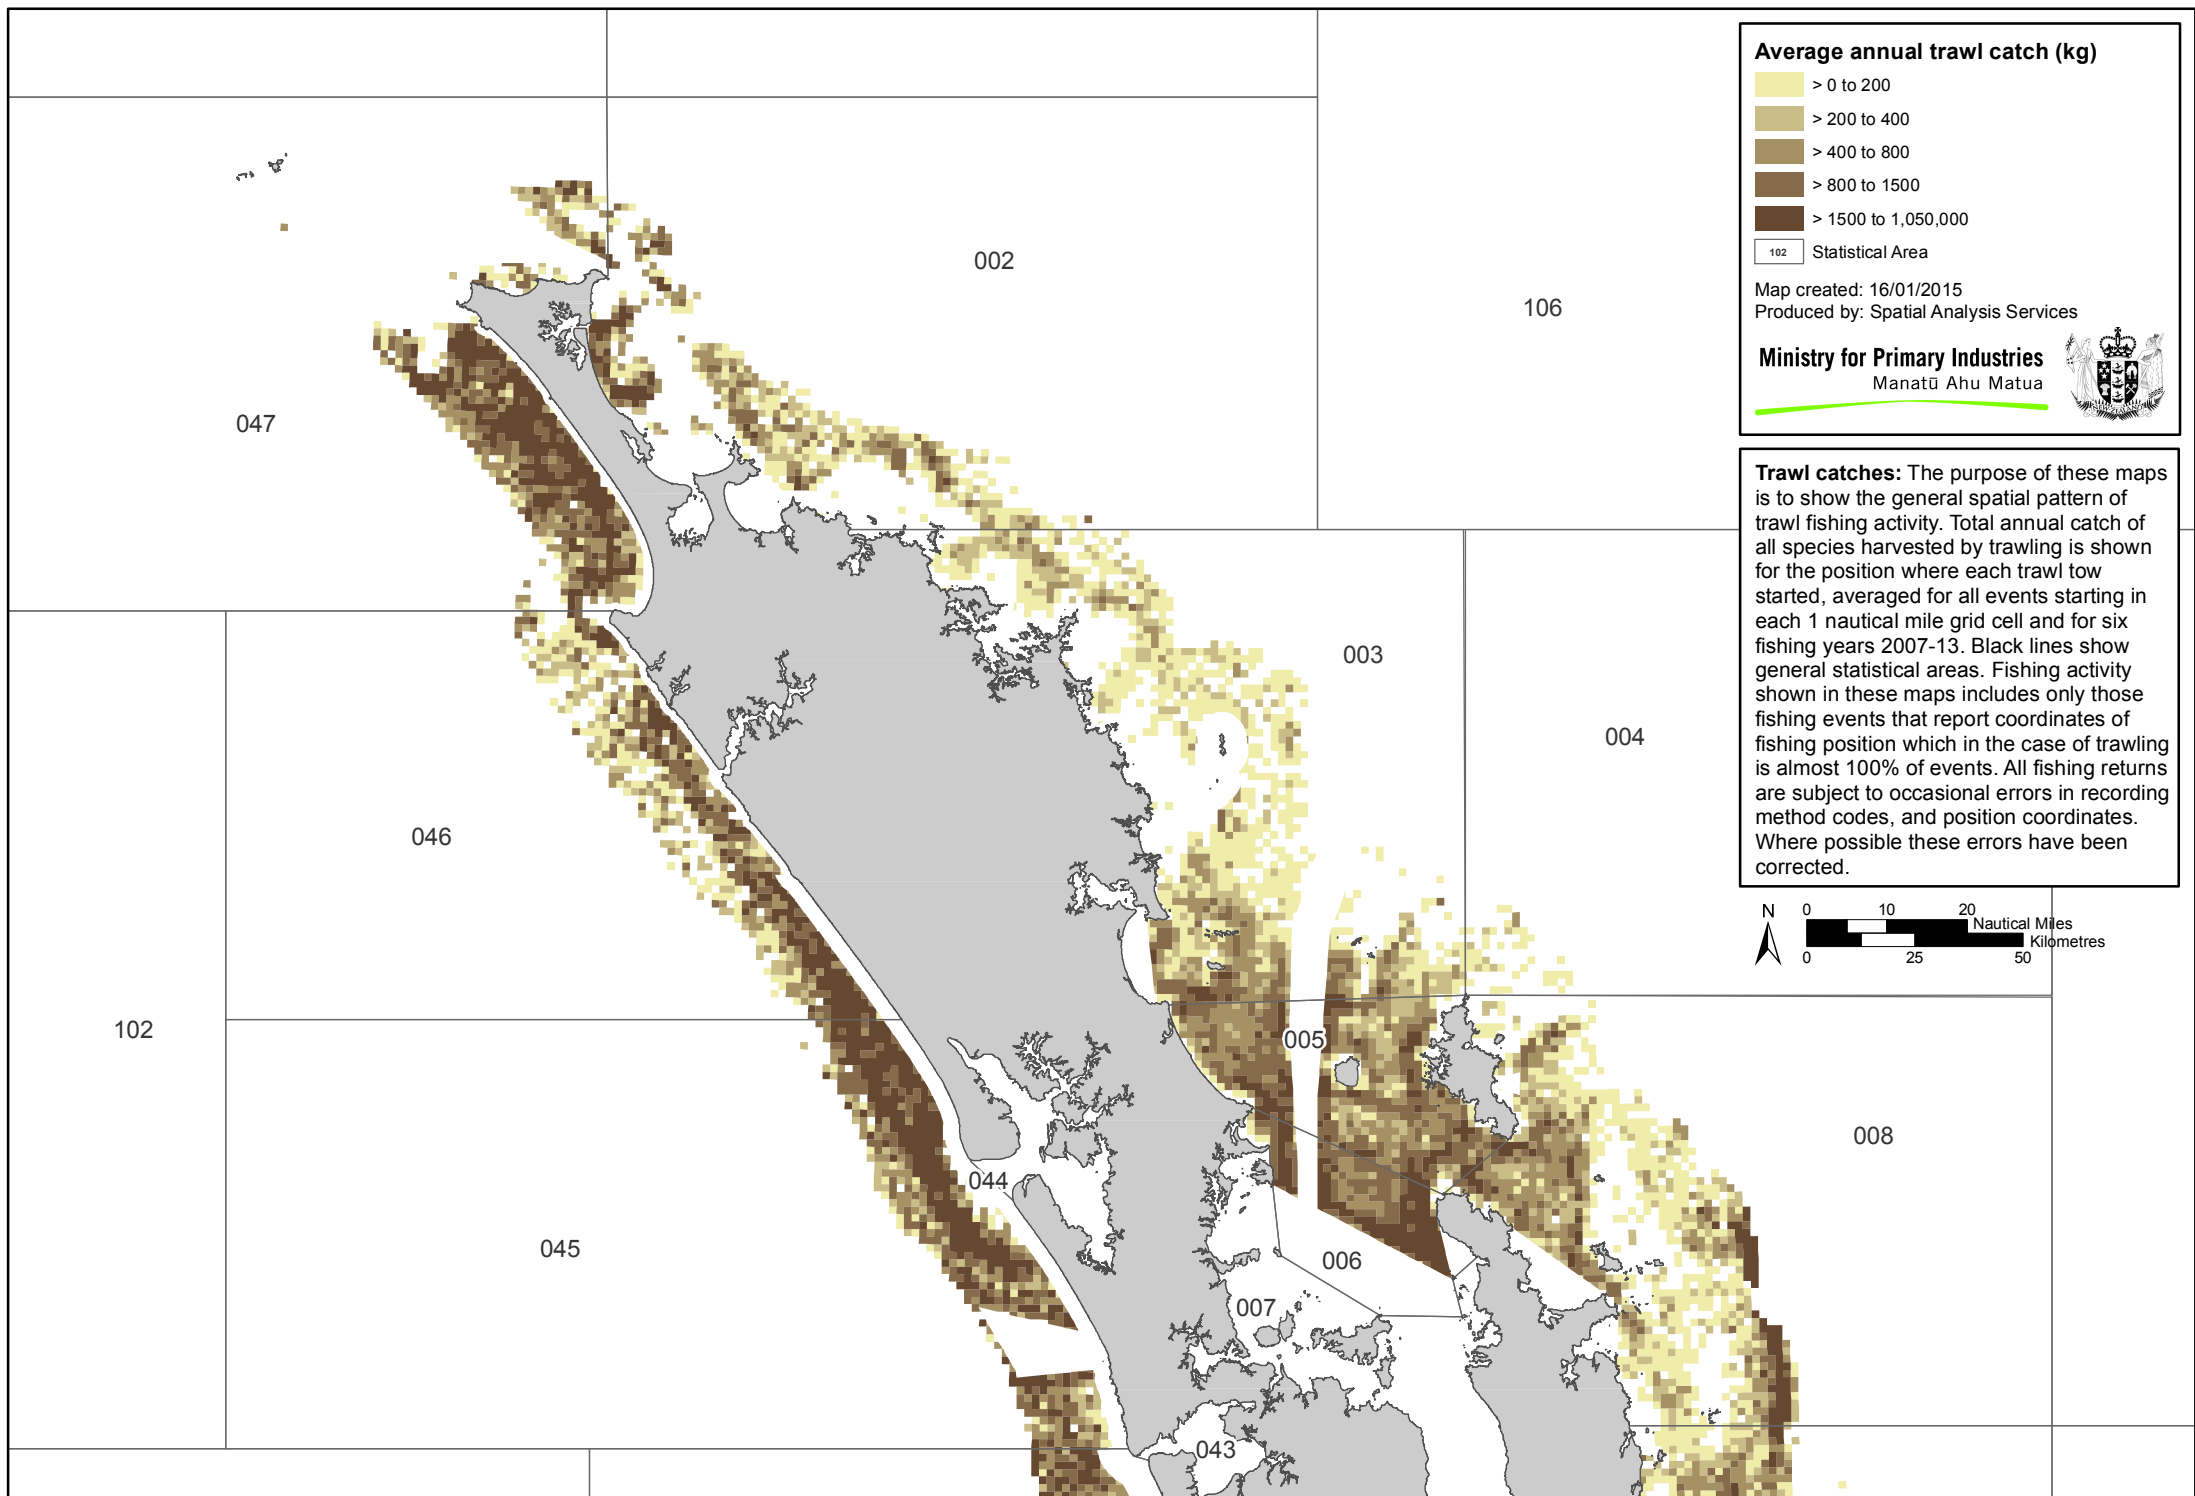 Average annual trawl catch (kg)
> 0 to 200
> 200 to 400
> 400 to 800
> 800 to 1500
> 1500 to 1,050,000
102 Statistical Area
Map created: 16/01/2015
Produced by: Spatial Analysis Services
Ministry for Primary Industries
Manatū Ahu Matua
Trawl catches: The purpose of these maps
is to show the general spatial pattern of
trawl fishing activity. Total annual catch of
all species harvested by trawling is shown
for the position where each trawl tow
started, averaged for all events starting in
each 1 nautical mile grid cell and for six
fishing years 2007-13. Black lines show
general statistical areas. Fishing activity
shown in these maps includes only those
fishing events that report coordinates of
fishing position which in the case of trawling
is almost 100% of events. All fishing returns
are subject to occasional errors in recording
method codes, and position coordinates.
Where possible these errors have been
corrected.
N
0 10 20
Nautical Miles
Kilometres
0 25 50
002
106
047
003
004
046
102
005
008
044
045
006
007
043